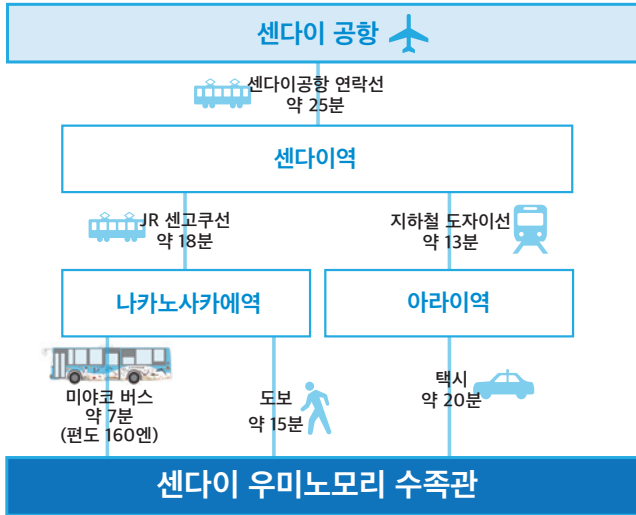 센다이 공항
센다이공항 연락선
약 25분
센다이역
JR 센고쿠선
약 18분
지하철 도자이선
약 13분
나카노사카에역
아라이역
미야코 버스
약 7분
(편도 160엔)
도보
약 15분
택시
약 20분
센다이 우미노모리 수족관